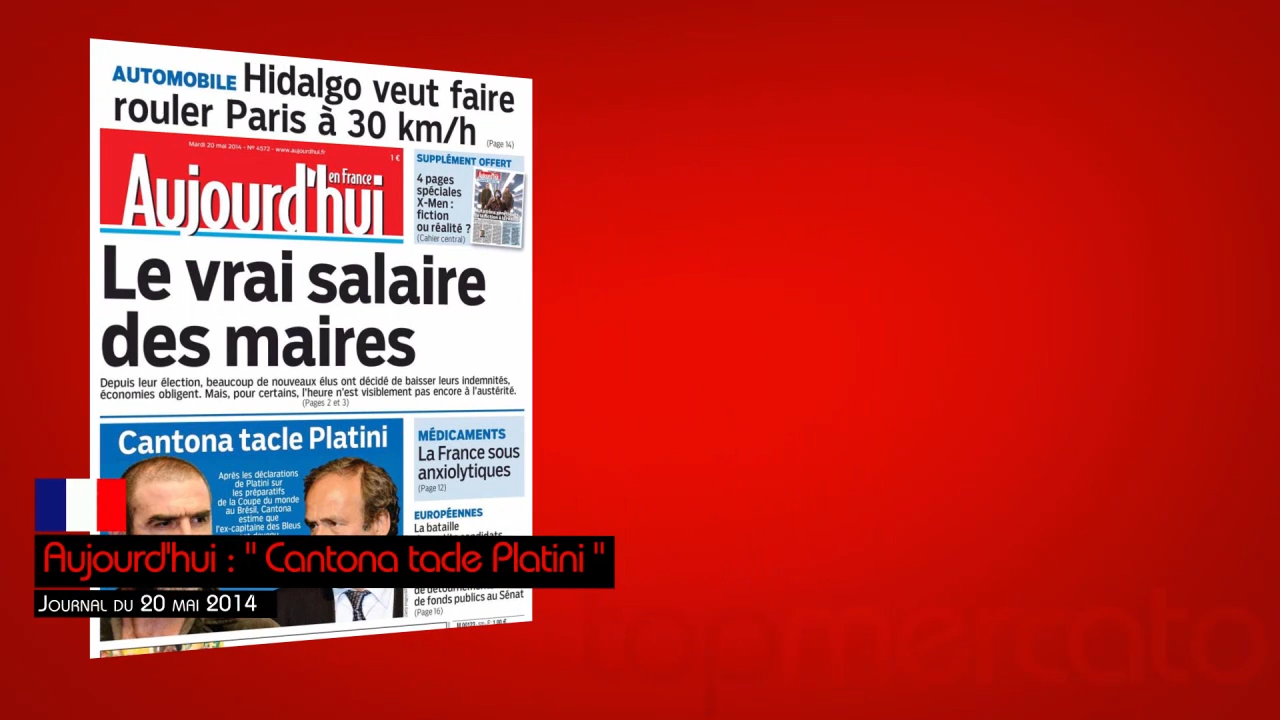 AUTOMOBILE Hidalgo veut faire
rouler Paris à 30 km/h (Page 14)
Mardi 20 mai 2014 - N° 4572 - www.aujourdhui.fr
1 €
Aujourd'hui
en France
SUPPLÉMENT OFFERT
4 pages
spéciales
X-Men :
fiction
ou réalité ?
(Cahier central)
Le vrai salaire
des maires
Depuis leur élection, beaucoup de nouveaux élus ont décidé de baisser leurs indemnités,
économies obligent. Mais, pour certains, l'heure n'est visiblement pas encore à l'austérité.
(Pages 2 et 3)
Cantona tacle Platini
Après les déclarations
de Platini sur
les préparatifs
de la Coupe du monde
au Brésil, Cantona
estime que
l'ex-capitaine des Bleus
MÉDICAMENTS
La France sous
anxiolytiques
(Page 12)
EUROPÉENNES
La bataille
de fonds publics au Sénat
(Page 16)
Aujourd'hui : " Cantona tacle Platini "
Journal du 20 mai 2014
topmercato